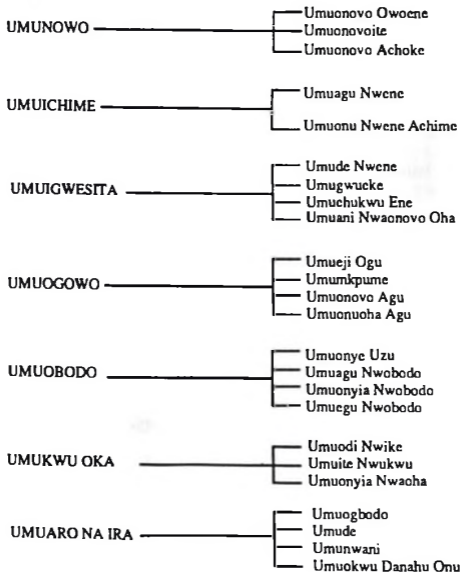 UMUNOWO
Umuonovo Owoene
Umuonovoite
Umuonovo Achoke
UMUICHIME
Umuagu Nwene
Umuonu Nwene Achime
UMUIGWESITA
Umude Nwene
Umugwueke
Umuchukwu Ene
Umuani Nwaonovo Oha
UMUOGOWO
Umueji Ogu
Umumkpume
Umuonovo Agu
Umuonuoha Agu
UMUOBODO
Umuonye Uzu
Umuagu Nwobodo
Umuonyia Nwobodo
Umuegu Nwobodo
UMUKWU OKA
Umuodi Nwike
Umuite Nwukwu
Umuonyia Nwaoha
UMUARO NA IRA
Umuogbodo
Umude
Umunwani
Umuokwu Danahu Onu